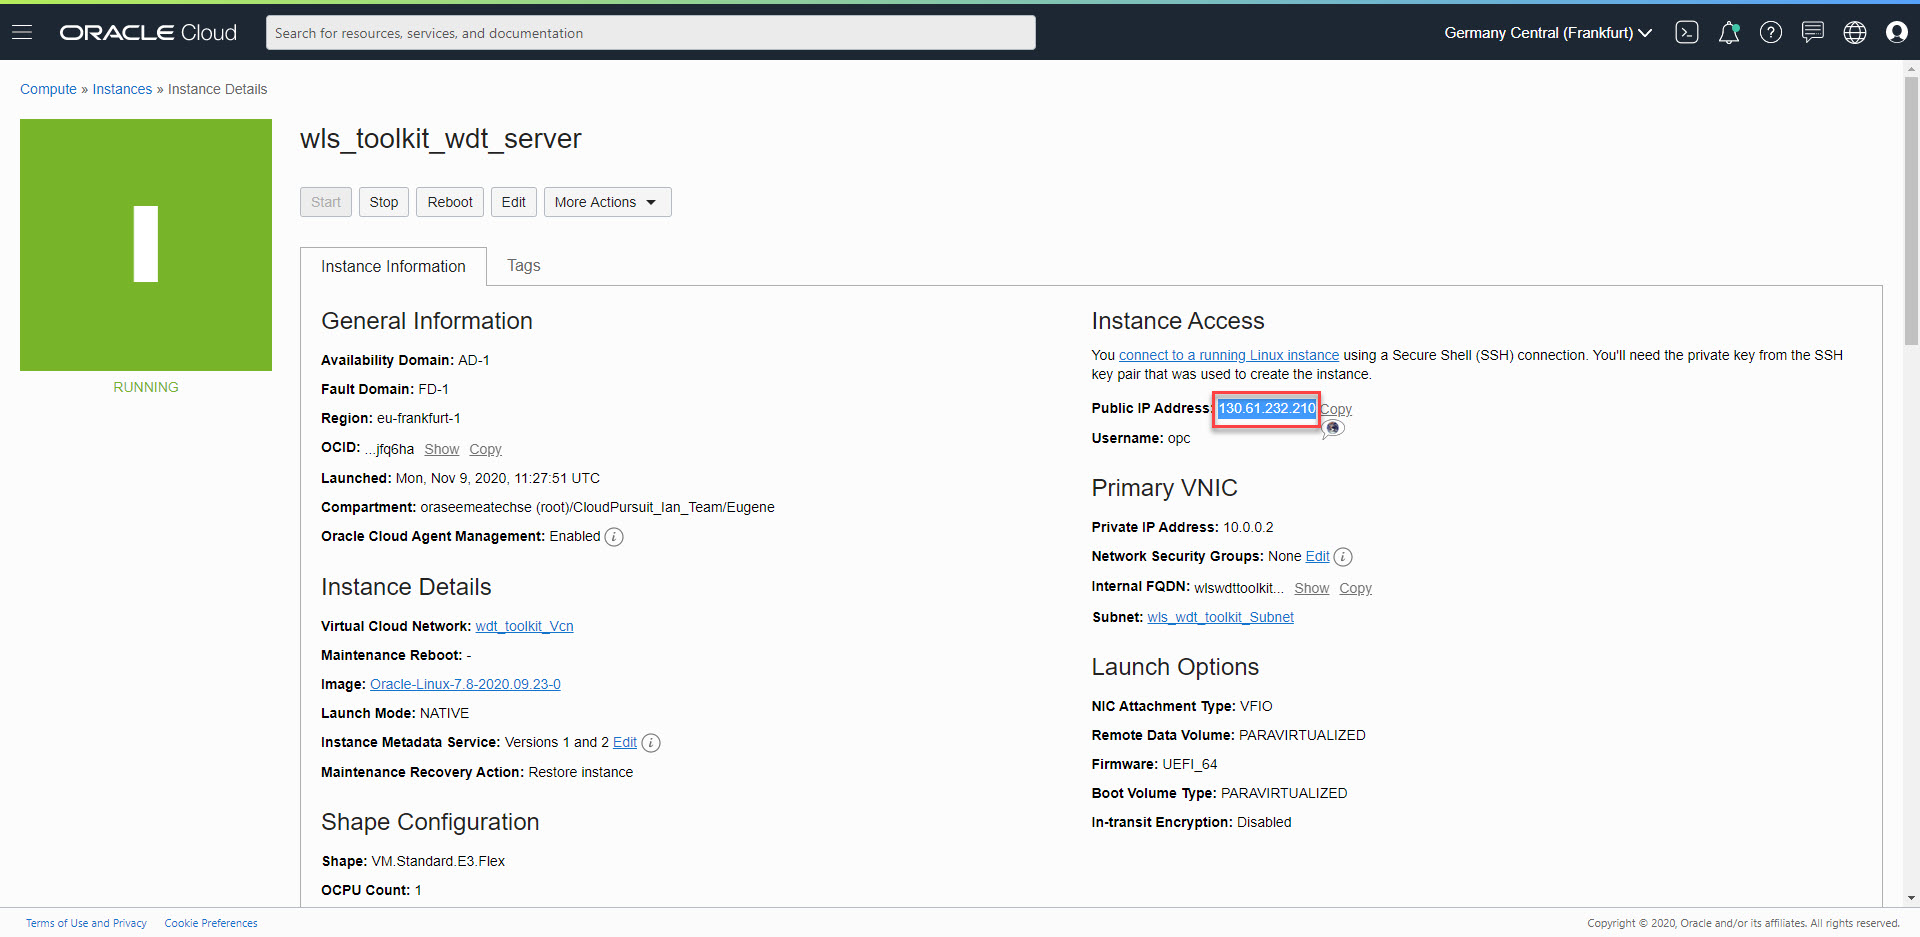 ORACLE Cloud
Search for resources, services, and documentation
Germany Central (Frankfurt)
Compute » Instances » Instance Details
wls_toolkit_wdt_server
Start
Stop
Reboot
Edit
More Actions
RUNNING
Instance Information
Tags
General Information
Availability Domain: AD-1
Fault Domain: FD-1
Region: eu-frankfurt-1
OCID: ...jfq6ha Show Copy
Launched: Mon, Nov 9, 2020, 11:27:51 UTC
Compartment: oraseemeatechse (root)/CloudPursuit_Ian_Team/Eugene
Oracle Cloud Agent Management: Enabled i
Instance Details
Virtual Cloud Network: wdt_toolkit_Vcn
Maintenance Reboot: -
Image: Oracle-Linux-7.8-2020.09.23-0
Launch Mode: NATIVE
Instance Metadata Service: Versions 1 and 2 Edit i
Maintenance Recovery Action: Restore instance
Shape Configuration
Shape: VM.Standard.E3.Flex
OCPU Count: 1
Instance Access
You connect to a running Linux instance using a Secure Shell (SSH) connection. You'll need the private key from the SSH
key pair that was used to create the instance.
Public IP Address: 130.61.232.210 Copy
Username: opc
Primary VNIC
Private IP Address: 10.0.0.2
Network Security Groups: None Edit i
Internal FQDN: wlswdttoolkit... Show Copy
Subnet: wls_wdt_toolkit_Subnet
Launch Options
NIC Attachment Type: VFIO
Remote Data Volume: PARAVIRTUALIZED
Firmware: UEFI_64
Boot Volume Type: PARAVIRTUALIZED
In-transit Encryption: Disabled
Terms of Use and Privacy
Cookie Preferences
Copyright © 2020, Oracle and/or its affiliates. All rights reserved.